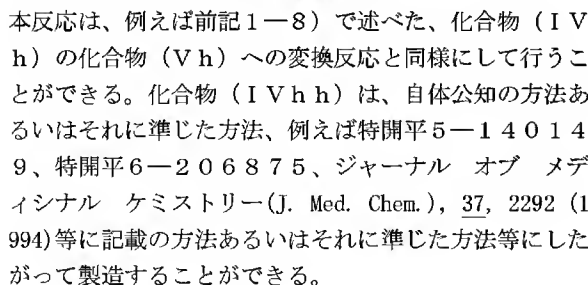 本反応は、例えば前記1―8）で述べた、化合物（ＩＶ
ｈ）の化合物（Ｖｈ）への変換反応と同様にして行うこ
とができる。化合物（ＩＶｈｈ）は、自体公知の方法あ
るいはそれに準じた方法、例えば特開平５―１４０１４
９、特開平６―２０６８７５、ジャーナル　オブ　メデ
ィシナル　ケミストリー(J. Med. Chem.), 37, 2292 (1
994)等に記載の方法あるいはそれに準じた方法等にした
がって製造することができる。